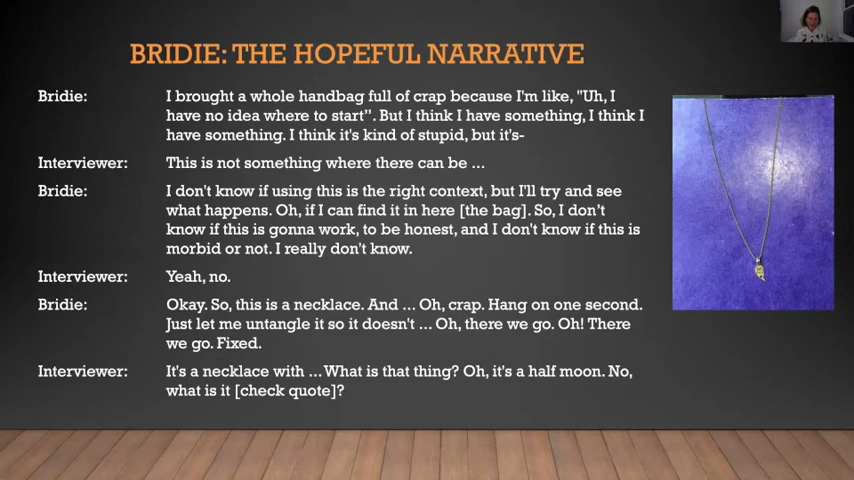 BRIDIE: THE HOPEFUL NARRATIVE
Bridie: I brought a whole handbag full of crap because I'm like, "Uh, I
have no idea where to start”. But I think I have something, I think I
have something. I think it's kind of stupid, but it's-
Interviewer: This is not something where there can be ...
Bridie: I don't know if using this is the right context, but I'll try and see
what happens. Oh, if I can find it in here [the bag]. So, I don’t
know if this is gonna work, to be honest, and I don't know if this is
morbid or not. I really don't know.
Interviewer: Yeah, no.
Bridie: Okay. So, this is a necklace. And ... Oh, crap. Hang on one second.
Just let me untangle it so it doesn't ... Oh, there we go. Oh! There
we go. Fixed.
Interviewer: It's a necklace with ... What is that thing? Oh, it's a half moon. No,
what is it [check quote]?